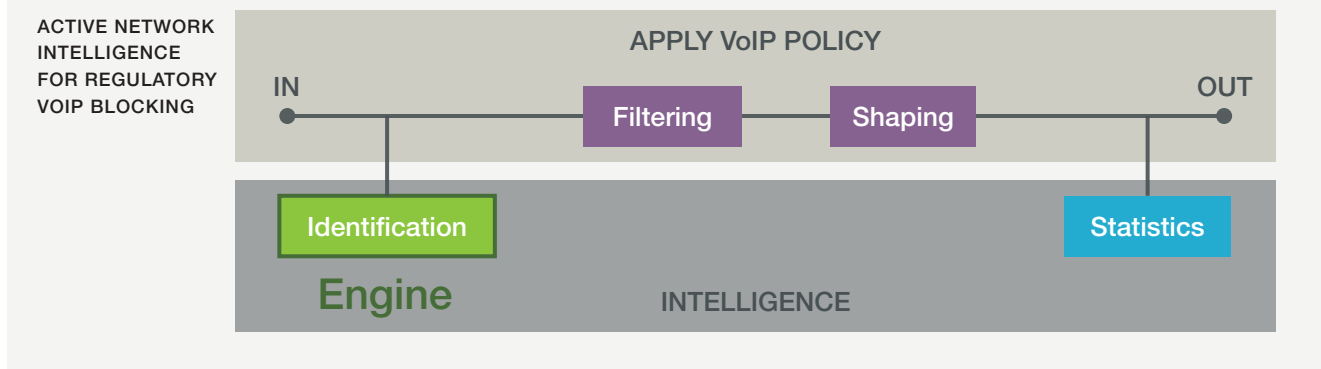 ACTIVE NETWORK
INTELLIGENCE
FOR REGULATORY
VOIP BLOCKING
APPLY VoIP POLICY
IN
OUT
Filtering
Shaping
Identification
Statistics
Engine
INTELLIGENCE